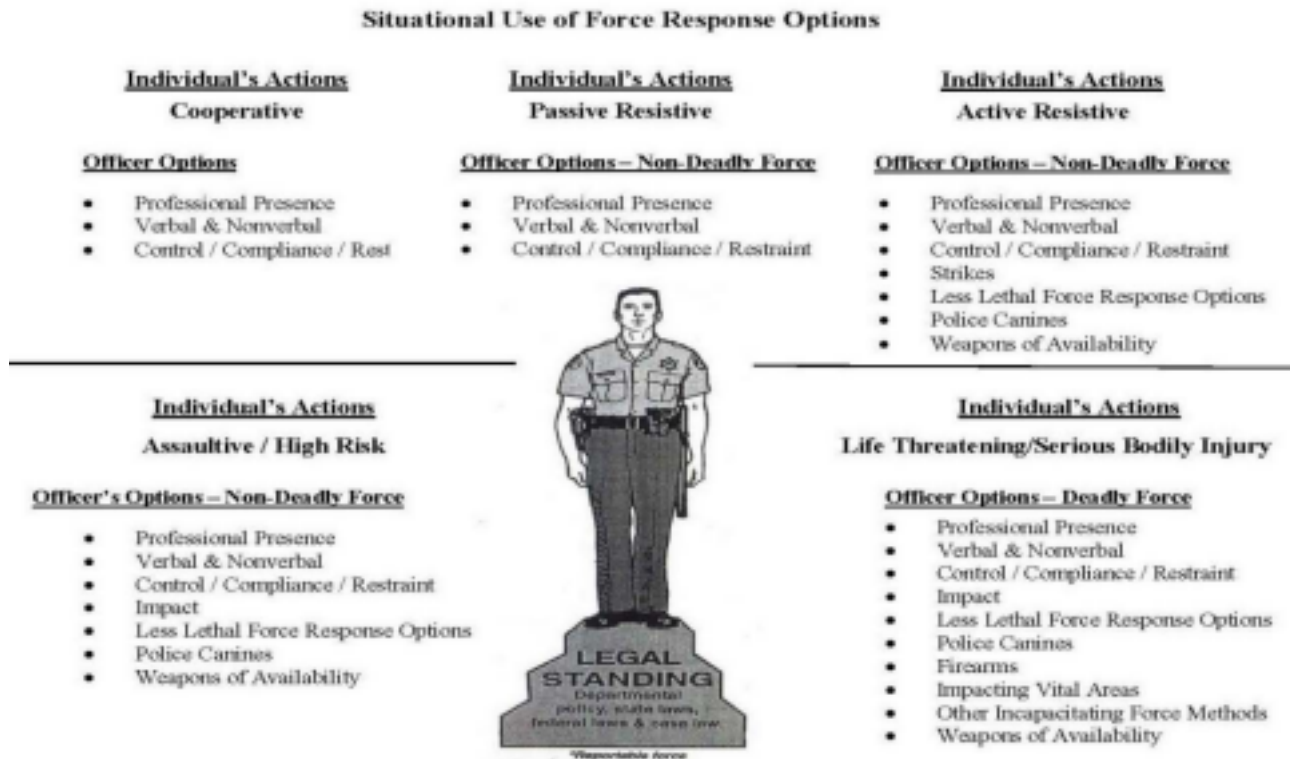 Situational Use of Force Response Options
Individual's Actions
Cooperative
Officer Options
• Professional Presence
• Verbal & Nonverbal
• Control / Compliance / Rest
Individual's Actions
Passive Resistive
Officer Options – Non-Deadly Force
• Professional Presence
• Verbal & Nonverbal
• Control / Compliance / Restraint
Individual's Actions
Active Resistive
Officer Options – Non-Deadly Force
• Professional Presence
• Verbal & Nonverbal
• Control / Compliance / Restraint
• Strikes
• Less Lethal Force Response Options
• Police Canines
• Weapons of Availability
Individual's Actions
Assaultive / High Risk
Officer's Options – Non-Deadly Force
• Professional Presence
• Verbal & Nonverbal
• Control / Compliance / Restraint
• Impact
• Less Lethal Force Response Options
• Police Canines
• Weapons of Availability
LEGAL
STANDING
Departmental
policy, state laws,
federal laws & case law
*Reportable force
Individual's Actions
Life Threatening/Serious Bodily Injury
Officer Options – Deadly Force
• Professional Presence
• Verbal & Nonverbal
• Control / Compliance / Restraint
• Impact
• Less Lethal Force Response Options
• Police Canines
• Firearms
• Impacting Vital Areas
• Other Incapacitating Force Methods
• Weapons of Availability